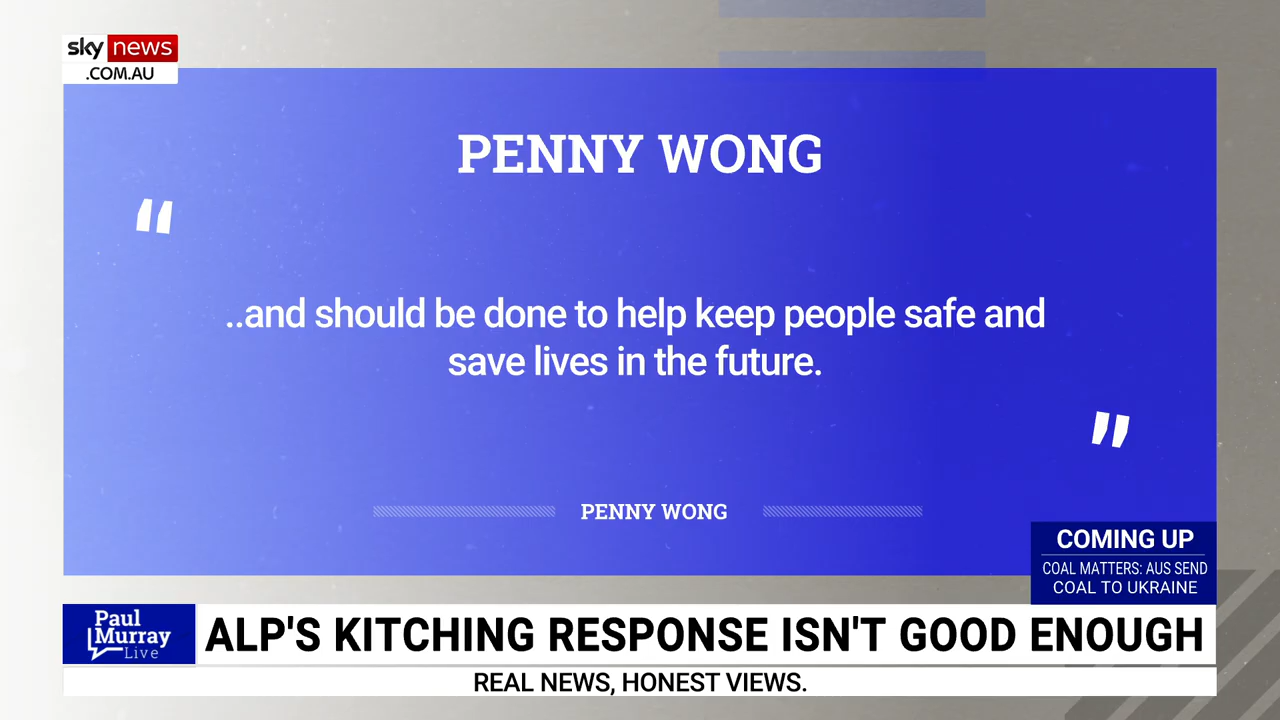 sky news
.COM.AU
PENNY WONG
“
..and should be done to help keep people safe and
save lives in the future.
”
PENNY WONG
COMING UP
COAL MATTERS: AUS SEND
COAL TO UKRAINE
Paul
Murray
Live
ALP'S KITCHING RESPONSE ISN'T GOOD ENOUGH
REAL NEWS, HONEST VIEWS.